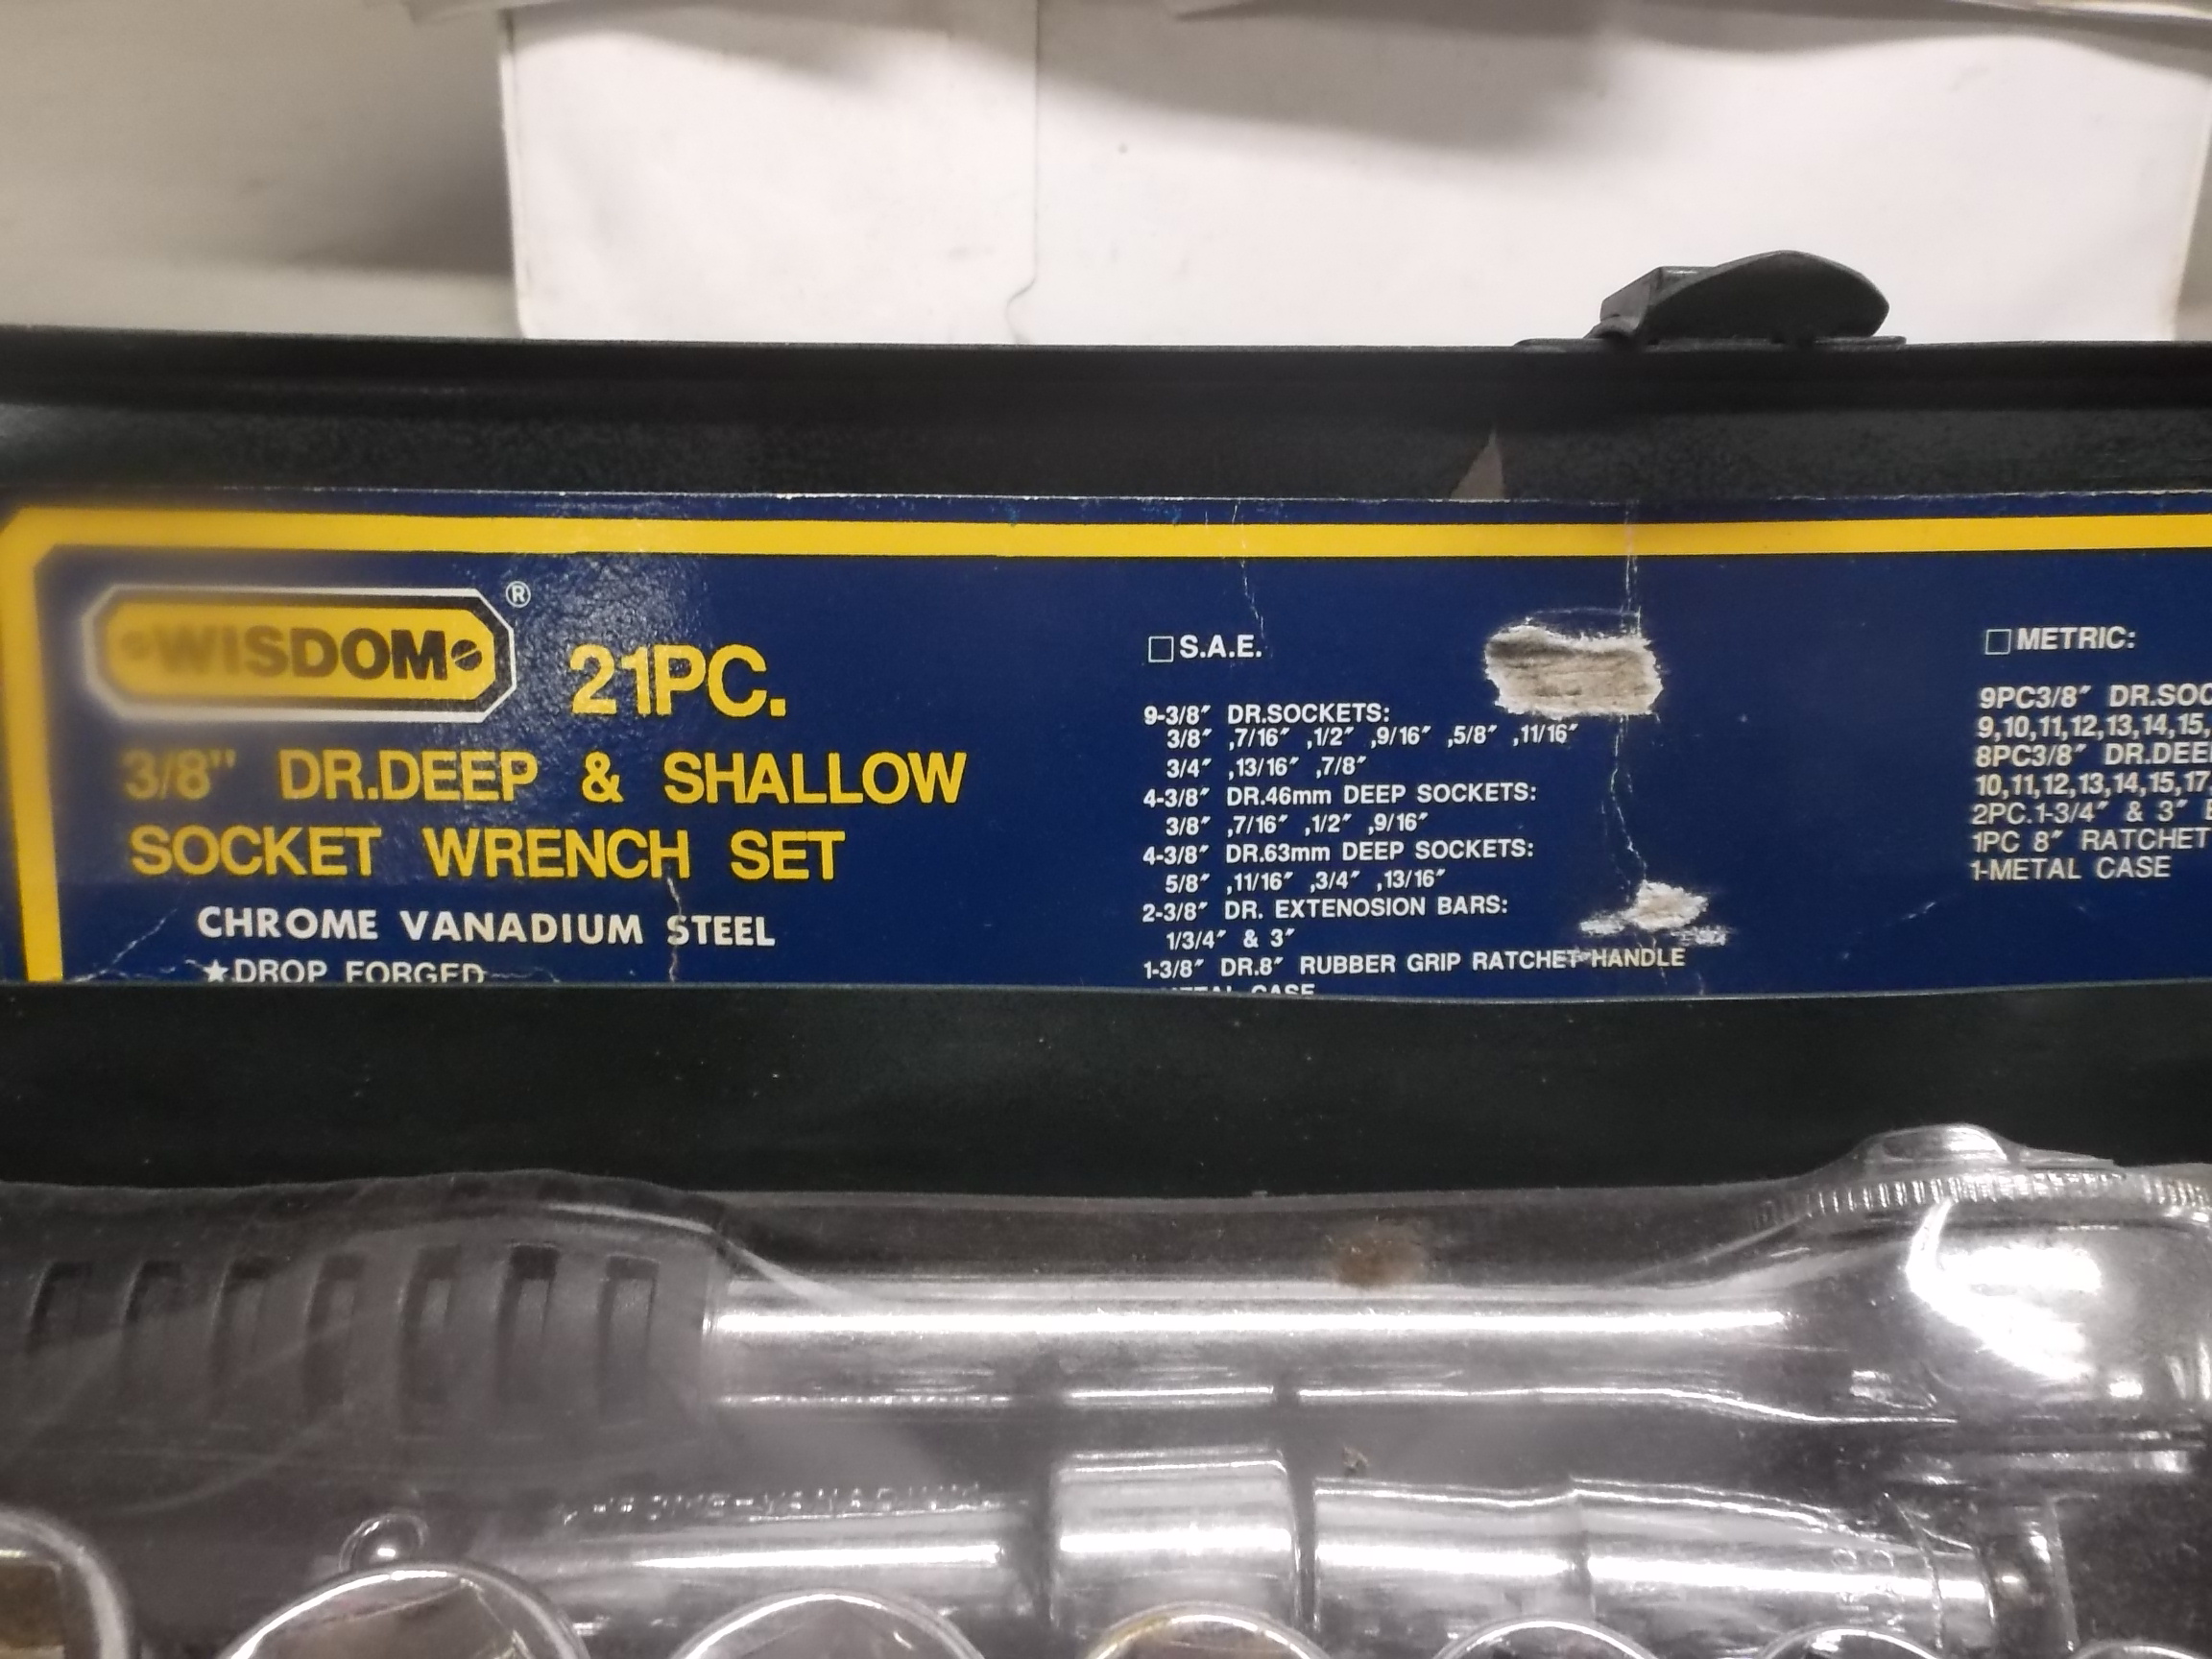 WISDOM ®
21PC.
3/8" DR.DEEP & SHALLOW
SOCKET WRENCH SET
CHROME VANADIUM STEEL
★DROP FORGED
□ S.A.E.
9-3/8″ DR.SOCKETS:
3/8″ ,7/16″ ,1/2″ ,9/16″ ,5/8″ ,11/16″
3/4″ ,13/16″ ,7/8″
4-3/8″ DR.46mm DEEP SOCKETS:
3/8″ ,7/16″ ,1/2″ ,9/16″
4-3/8″ DR.63mm DEEP SOCKETS:
5/8″ ,11/16″ ,3/4″ ,13/16″
2-3/8″ DR. EXTENOSION BARS:
1/3/4″ & 3″
1-3/8″ DR.8″ RUBBER GRIP RATCHET HANDLE
METAL CASE
□ METRIC:
9PC3/8″ DR.SOC
9,10,11,12,13,14,15,
8PC3/8″ DR.DEE
10,11,12,13,14,15,17,
2PC.1-3/4″ & 3″
1PC 8″ RATCHET
1-METAL CASE
CHROME-VANADIUM